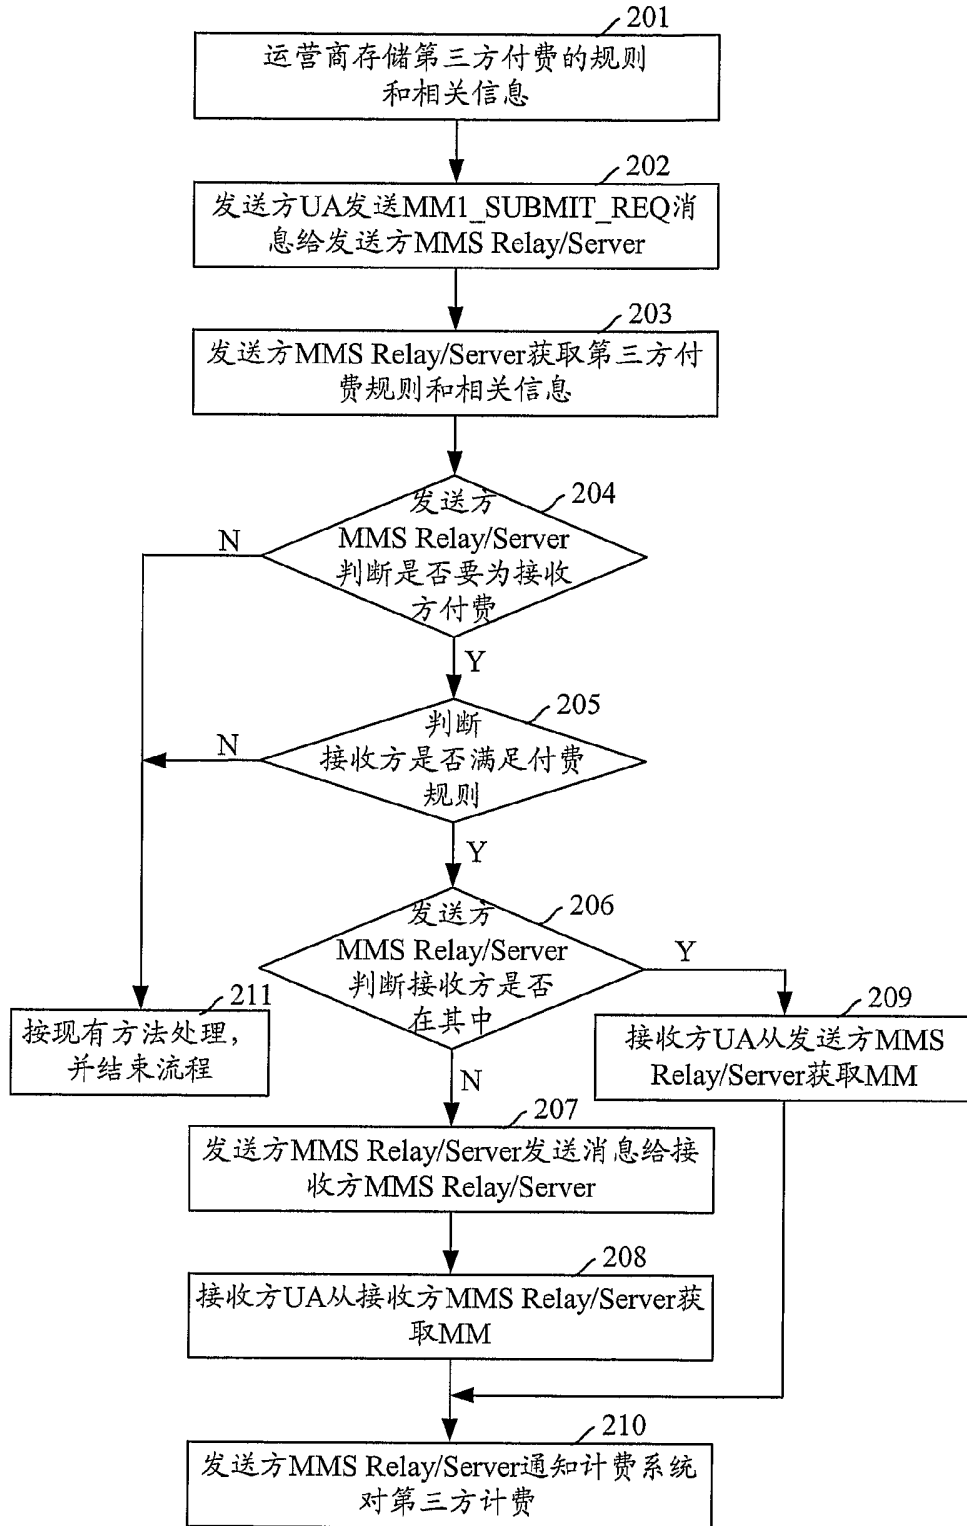 201
运营商存储第三方付费的规则
和相关信息
202
发送方UA发送MM1_SUBMIT_REQ消
息给发送方MMS Relay/Server
203
发送方MMS Relay/Server获取第三方付
费规则和相关信息
204
发送方
MMS Relay/Server
判断是否要为接收
方付费
N
Y
205
判断
接收方是否满足付费
规则
N
Y
206
发送方
MMS Relay/Server
判断接收方是否
在其中
Y
N
211
按现有方法处理，
并结束流程
209
接收方UA从发送方MMS
Relay/Server获取MM
207
发送方MMS Relay/Server发送消息给接
收方MMS Relay/Server
208
接收方UA从接收方MMS Relay/Server获
取MM
210
发送方MMS Relay/Server通知计费系统
对第三方计费